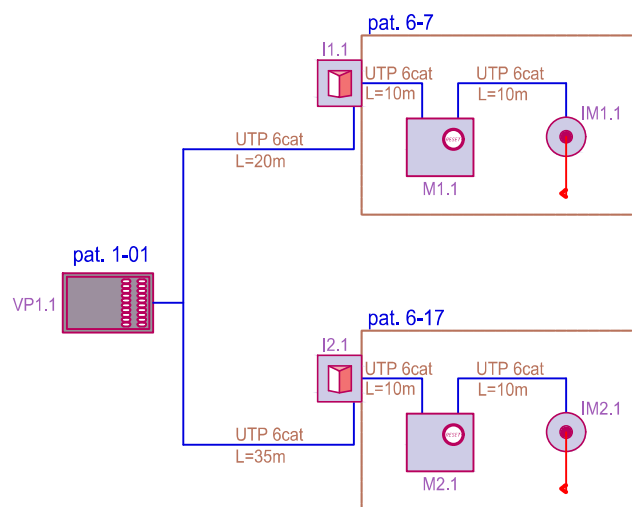 pat. 6-7
I1.1
UTP 6cat
L=10m
UTP 6cat
L=10m
IM1.1
RESET
M1.1
UTP 6cat
L=20m
pat. 1-01
VP1.1
pat. 6-17
I2.1
UTP 6cat
L=10m
UTP 6cat
L=10m
IM2.1
RESET
M2.1
UTP 6cat
L=35m